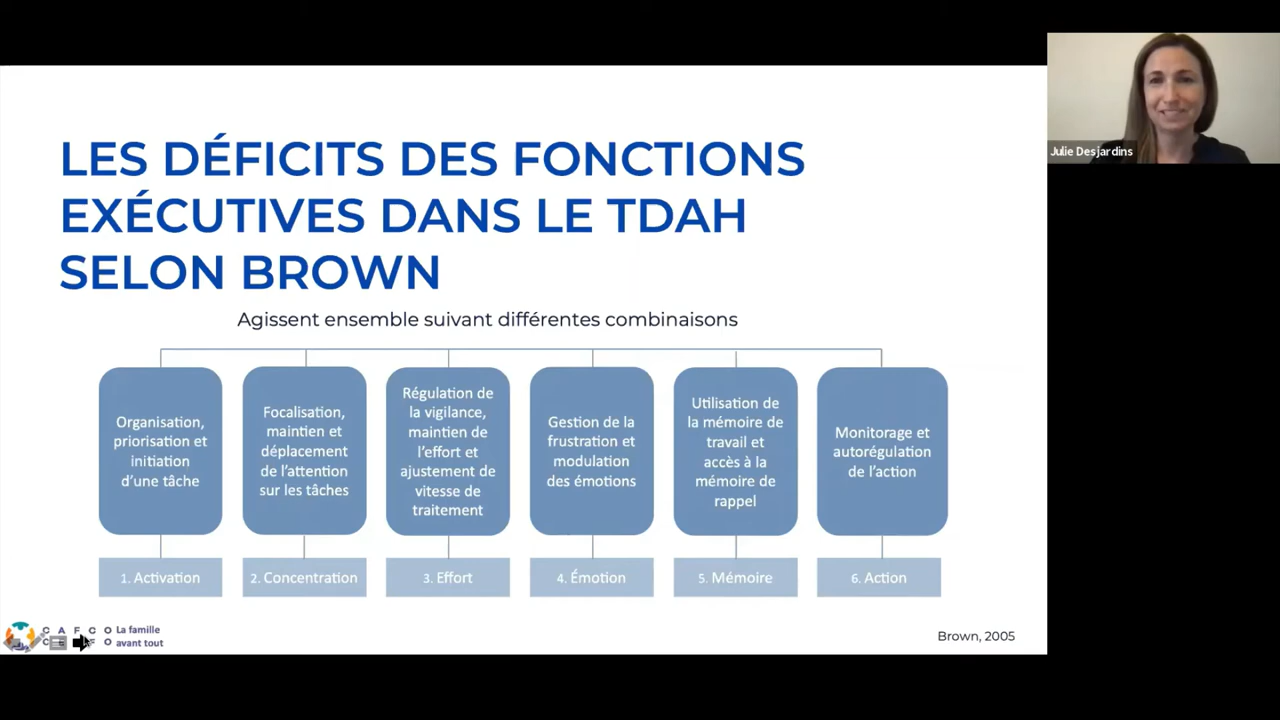 LES DÉFICITS DES FONCTIONS
EXÉCUTIVES DANS LE TDAH
SELON BROWN
Agissent ensemble suivant différentes combinaisons
Organisation,
priorisation et
initiation
d'une tâche
Focalisation,
maintien et
déplacement
de l'attention
sur les tâches
Régulation de
la vigilance,
maintien de
l'effort et
ajustement de
vitesse de
traitement
Gestion de la
frustration et
modulation
des émotions
Utilisation de
la mémoire de
travail et
accès à la
mémoire de
rappel
Monitorage et
autorégulation
de l'action
1. Activation
2. Concentration
3. Effort
4. Émotion
5. Mémoire
6. Action
C A F C O
La famille
avant tout
Brown, 2005
Julie Desjardins